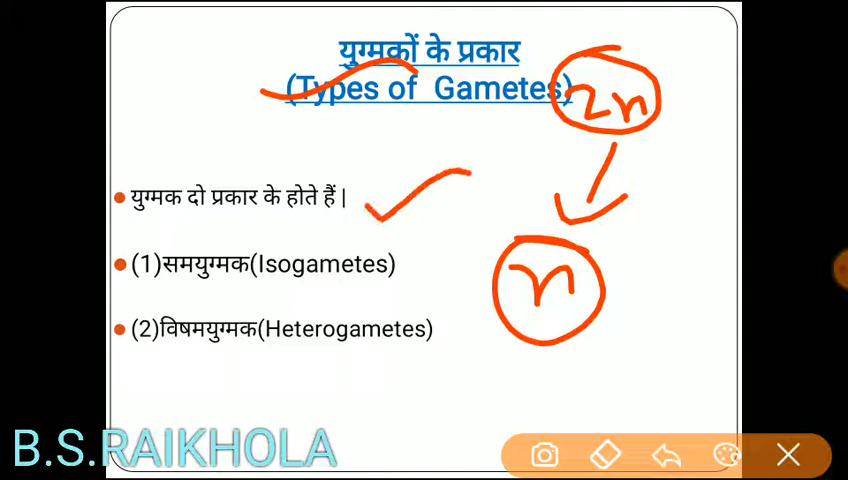 युग्मकों के प्रकार
(Types of Gametes)
2n
युग्मक दो प्रकार के होते हैं|
(1)समयुग्मक(Isogametes)
n
(2)विषमयुग्मक(Heterogametes)
B.S.RAIKHOLA